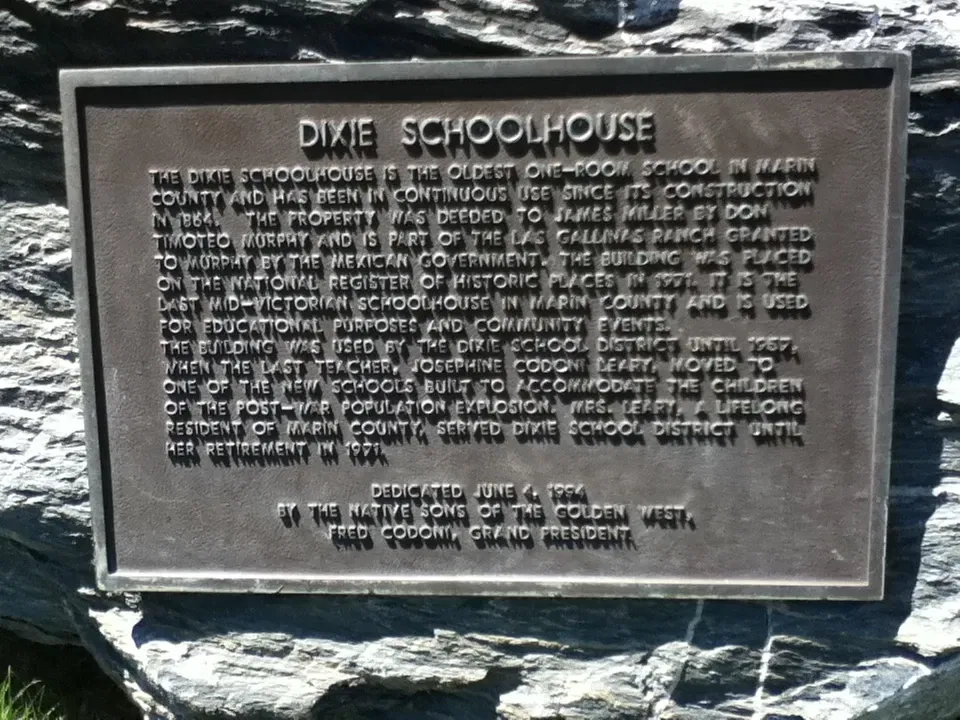 DIXIE SCHOOLHOUSE
THE DIXIE SCHOOLHOUSE IS THE OLDEST ONE-ROOM SCHOOL IN MARIN
COUNTY AND HAS BEEN IN CONTINUOUS USE SINCE ITS CONSTRUCTION
IN 1864. THE PROPERTY WAS DEEDED TO JAMES MILLER BY DON
TIMOTEO MURPHY AND IS PART OF THE LAS GALLINAS RANCH GRANTED
TO MURPHY BY THE MEXICAN GOVERNMENT. THE BUILDING WAS PLACED
ON THE NATIONAL REGISTER OF HISTORIC PLACES IN 1971. IT IS THE
LAST MID-VICTORIAN SCHOOLHOUSE IN MARIN COUNTY AND IS USED
FOR EDUCATIONAL PURPOSES AND COMMUNITY EVENTS.
THE BUILDING WAS USED BY THE DIXIE SCHOOL DISTRICT UNTIL 1957,
WHEN THE LAST TEACHER, JOSEPHINE CODONI LEARY, MOVED TO
ONE OF THE NEW SCHOOLS BUILT TO ACCOMMODATE THE CHILDREN
OF THE POST-WAR POPULATION EXPLOSION. MRS. LEARY, A LIFELONG
RESIDENT OF MARIN COUNTY, SERVED DIXIE SCHOOL DISTRICT UNTIL
HER RETIREMENT IN 1971.
DEDICATED JUNE 4, 1994
BY THE NATIVE SONS OF THE GOLDEN WEST,
FRED CODONI, GRAND PRESIDENT.